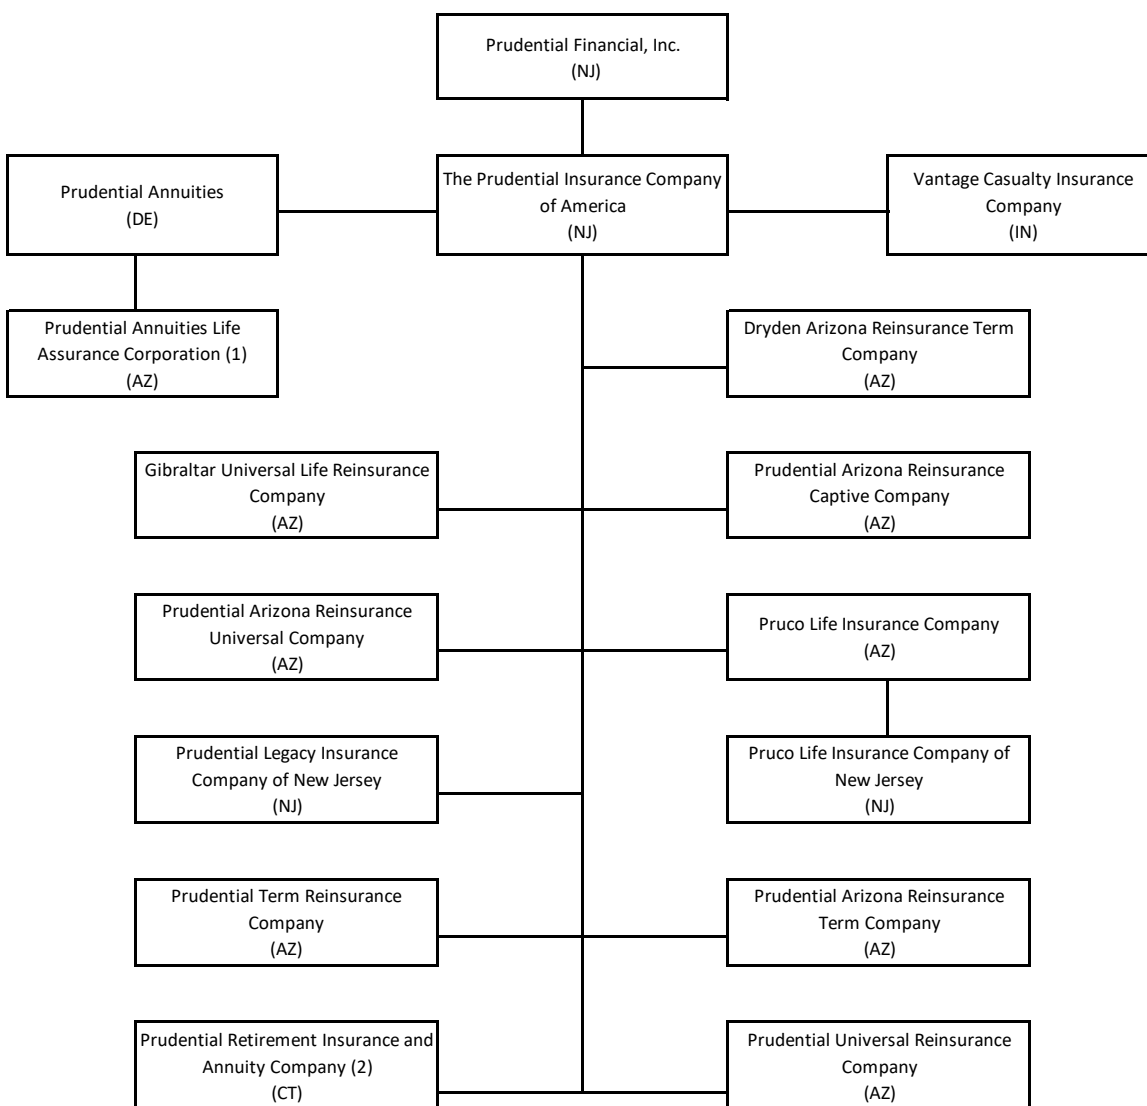 Prudential Financial, Inc.
(NJ)
Prudential Annuities
(DE)
The Prudential Insurance Company
of America
(NJ)
Vantage Casualty Insurance
Company
(IN)
Prudential Annuities Life
Assurance Corporation (1)
(AZ)
Dryden Arizona Reinsurance Term
Company
(AZ)
Gibraltar Universal Life Reinsurance
Company
(AZ)
Prudential Arizona Reinsurance
Captive Company
(AZ)
Prudential Arizona Reinsurance
Universal Company
(AZ)
Pruco Life Insurance Company
(AZ)
Prudential Legacy Insurance
Company of New Jersey
(NJ)
Pruco Life Insurance Company of
New Jersey
(NJ)
Prudential Term Reinsurance
Company
(AZ)
Prudential Arizona Reinsurance
Term Company
(AZ)
Prudential Retirement Insurance and
Annuity Company (2)
(CT)
Prudential Universal Reinsurance
Company
(AZ)